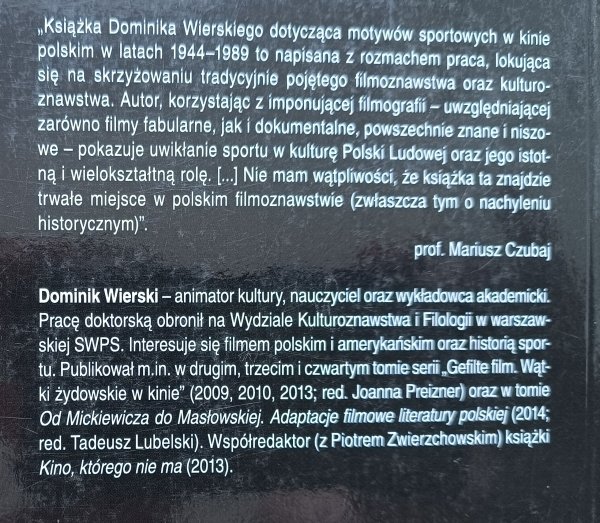 „Książka Dominika Wierskiego dotycząca motywów sportowych w kinie
polskim w latach 1944–1989 to napisana z rozmachem praca, lokująca
się na skrzyżowaniu tradycyjnie pojętego filmoznawstwa oraz kulturo-
znawstwa. Autor, korzystając z imponującej filmografii – uwzględniającej
zarówno filmy fabularne, jak i dokumentalne, powszechnie znane i niszo-
we – pokazuje uwikłanie sportu w kulturę Polski Ludowej oraz jego istot-
ną i wielokształtną rolę. [...] Nie mam wątpliwości, że książka ta znajdzie
trwałe miejsce w polskim filmoznawstwie (zwłaszcza tym o nachyleniu
historycznym)”.
prof. Mariusz Czubaj
Dominik Wierski – animator kultury, nauczyciel oraz wykładowca akademicki.
Pracę doktorską obronił na Wydziale Kulturoznawstwa i Filologii w warszaw-
skiej SWPS. Interesuje się filmem polskim i amerykańskim oraz historią spor-
tu. Publikował m.in. w drugim, trzecim i czwartym tomie serii „Gefilte film. Wąt-
ki żydowskie w kinie” (2009, 2010, 2013; red. Joanna Preizner) oraz w tomie
Od Mickiewicza do Masłowskiej. Adaptacje filmowe literatury polskiej (2014;
red. Tadeusz Lubelski). Współredaktor (z Piotrem Zwierzchowskim) książki
Kino, którego nie ma (2013).